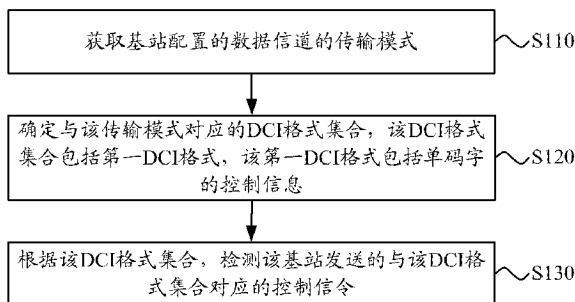 获取基站配置的数据信道的传输模式
S110
确定与该传输模式对应的DCI格式集合，该DCI格式
集合包括第一DCI格式，该第一DCI格式包括单码字
的控制信息
S120
根据该DCI格式集合，检测该基站发送的与该DCI格
式集合对应的控制信令
S130